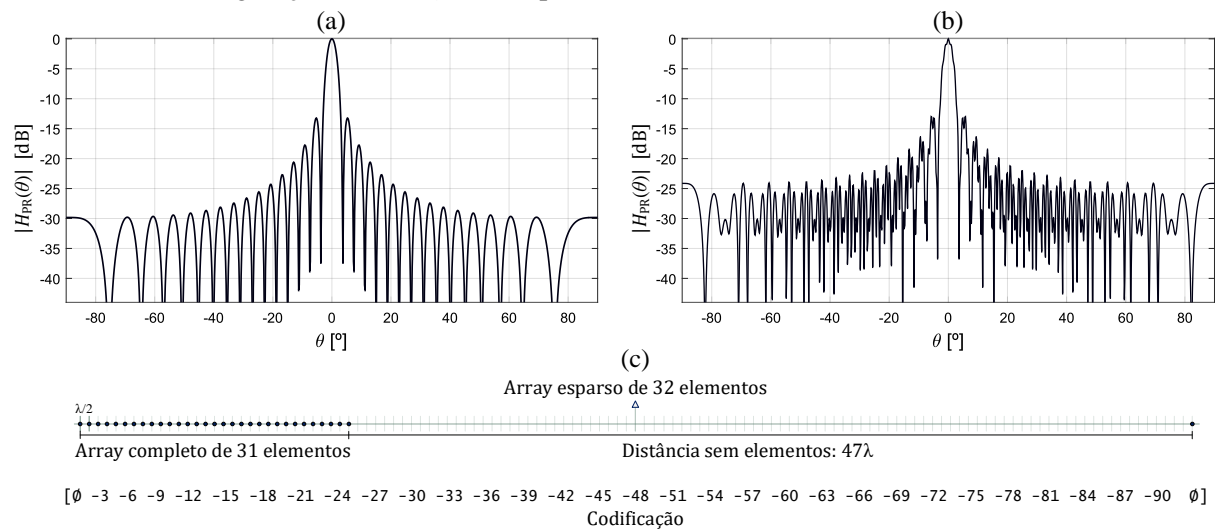 (a)
(b)
0
-5
-10
-15
-20
-25
-30
-35
-40
|H_PR(θ)| [dB]
-80 -60 -40 -20 0 20 40 60 80
θ [º]
0
-5
-10
-15
-20
-25
-30
-35
-40
|H_PR(θ)| [dB]
-80 -60 -40 -20 0 20 40 60 80
θ [º]
(c)
Array esparso de 32 elementos
λ/2
Array completo de 31 elementos
Distância sem elementos: 47λ
[Ø -3 -6 -9 -12 -15 -18 -21 -24 -27 -30 -33 -36 -39 -42 -45 -48 -51 -54 -57 -60 -63 -66 -69 -72 -75 -78 -81 -84 -87 -90 Ø]
Codificação